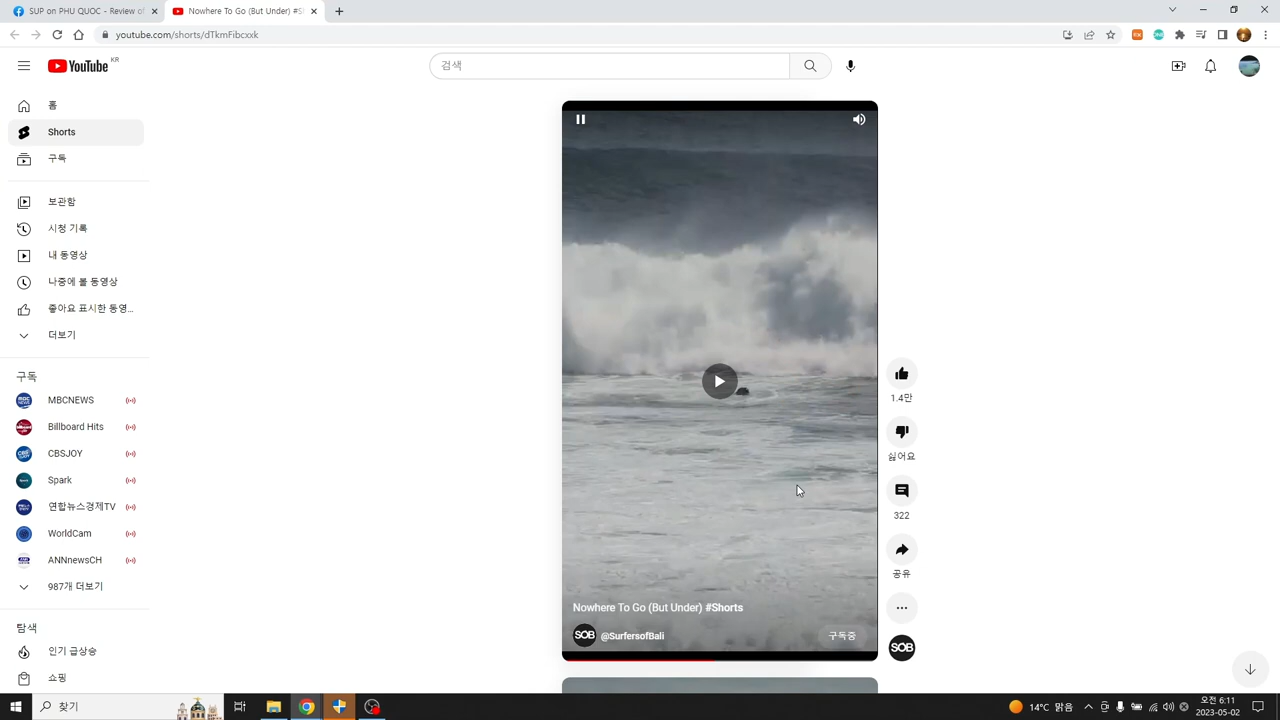 SUP on PHU QUOC - Review of
Nowhere To Go (But Under) #S
youtube.com/shorts/dTkmFibcxxk
YouTube KR
검색
홈
Shorts
구독
보관함
시청 기록
내 동영상
나중에 볼 동영상
좋아요 표시한 동영...
더보기
구독
MBCNEWS
Billboard Hits
CBSJOY
Spark
연합뉴스경제TV
WorldCam
ANNnewsCH
987개 더보기
탐색
인기 급상승
쇼핑
1.4만
싫어요
322
공유
Nowhere To Go (But Under) #Shorts
SOB @SurfersofBali
구독중
SOB
찾기
14°C 맑음
오전 6:11
2023-05-02